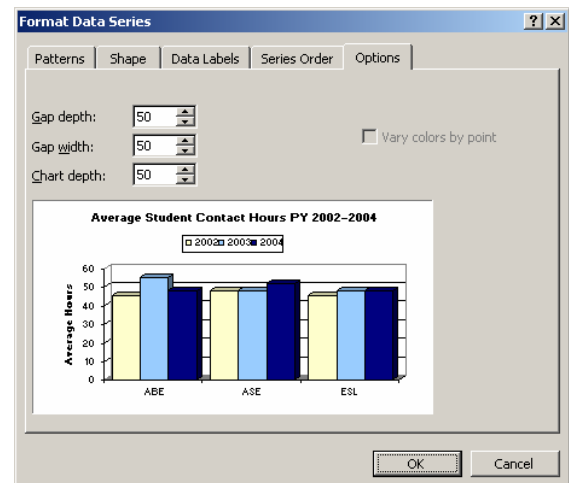 Format Data Series
Patterns Shape Data Labels Series Order Options
Gap depth: 50
Gap width: 50
Chart depth: 50
Vary colors by point
Average Student Contact Hours PY 2002–2004
2002 2003 2004
Average Hours
60
50
40
30
20
10
0
ABE ASE ESL
OK Cancel